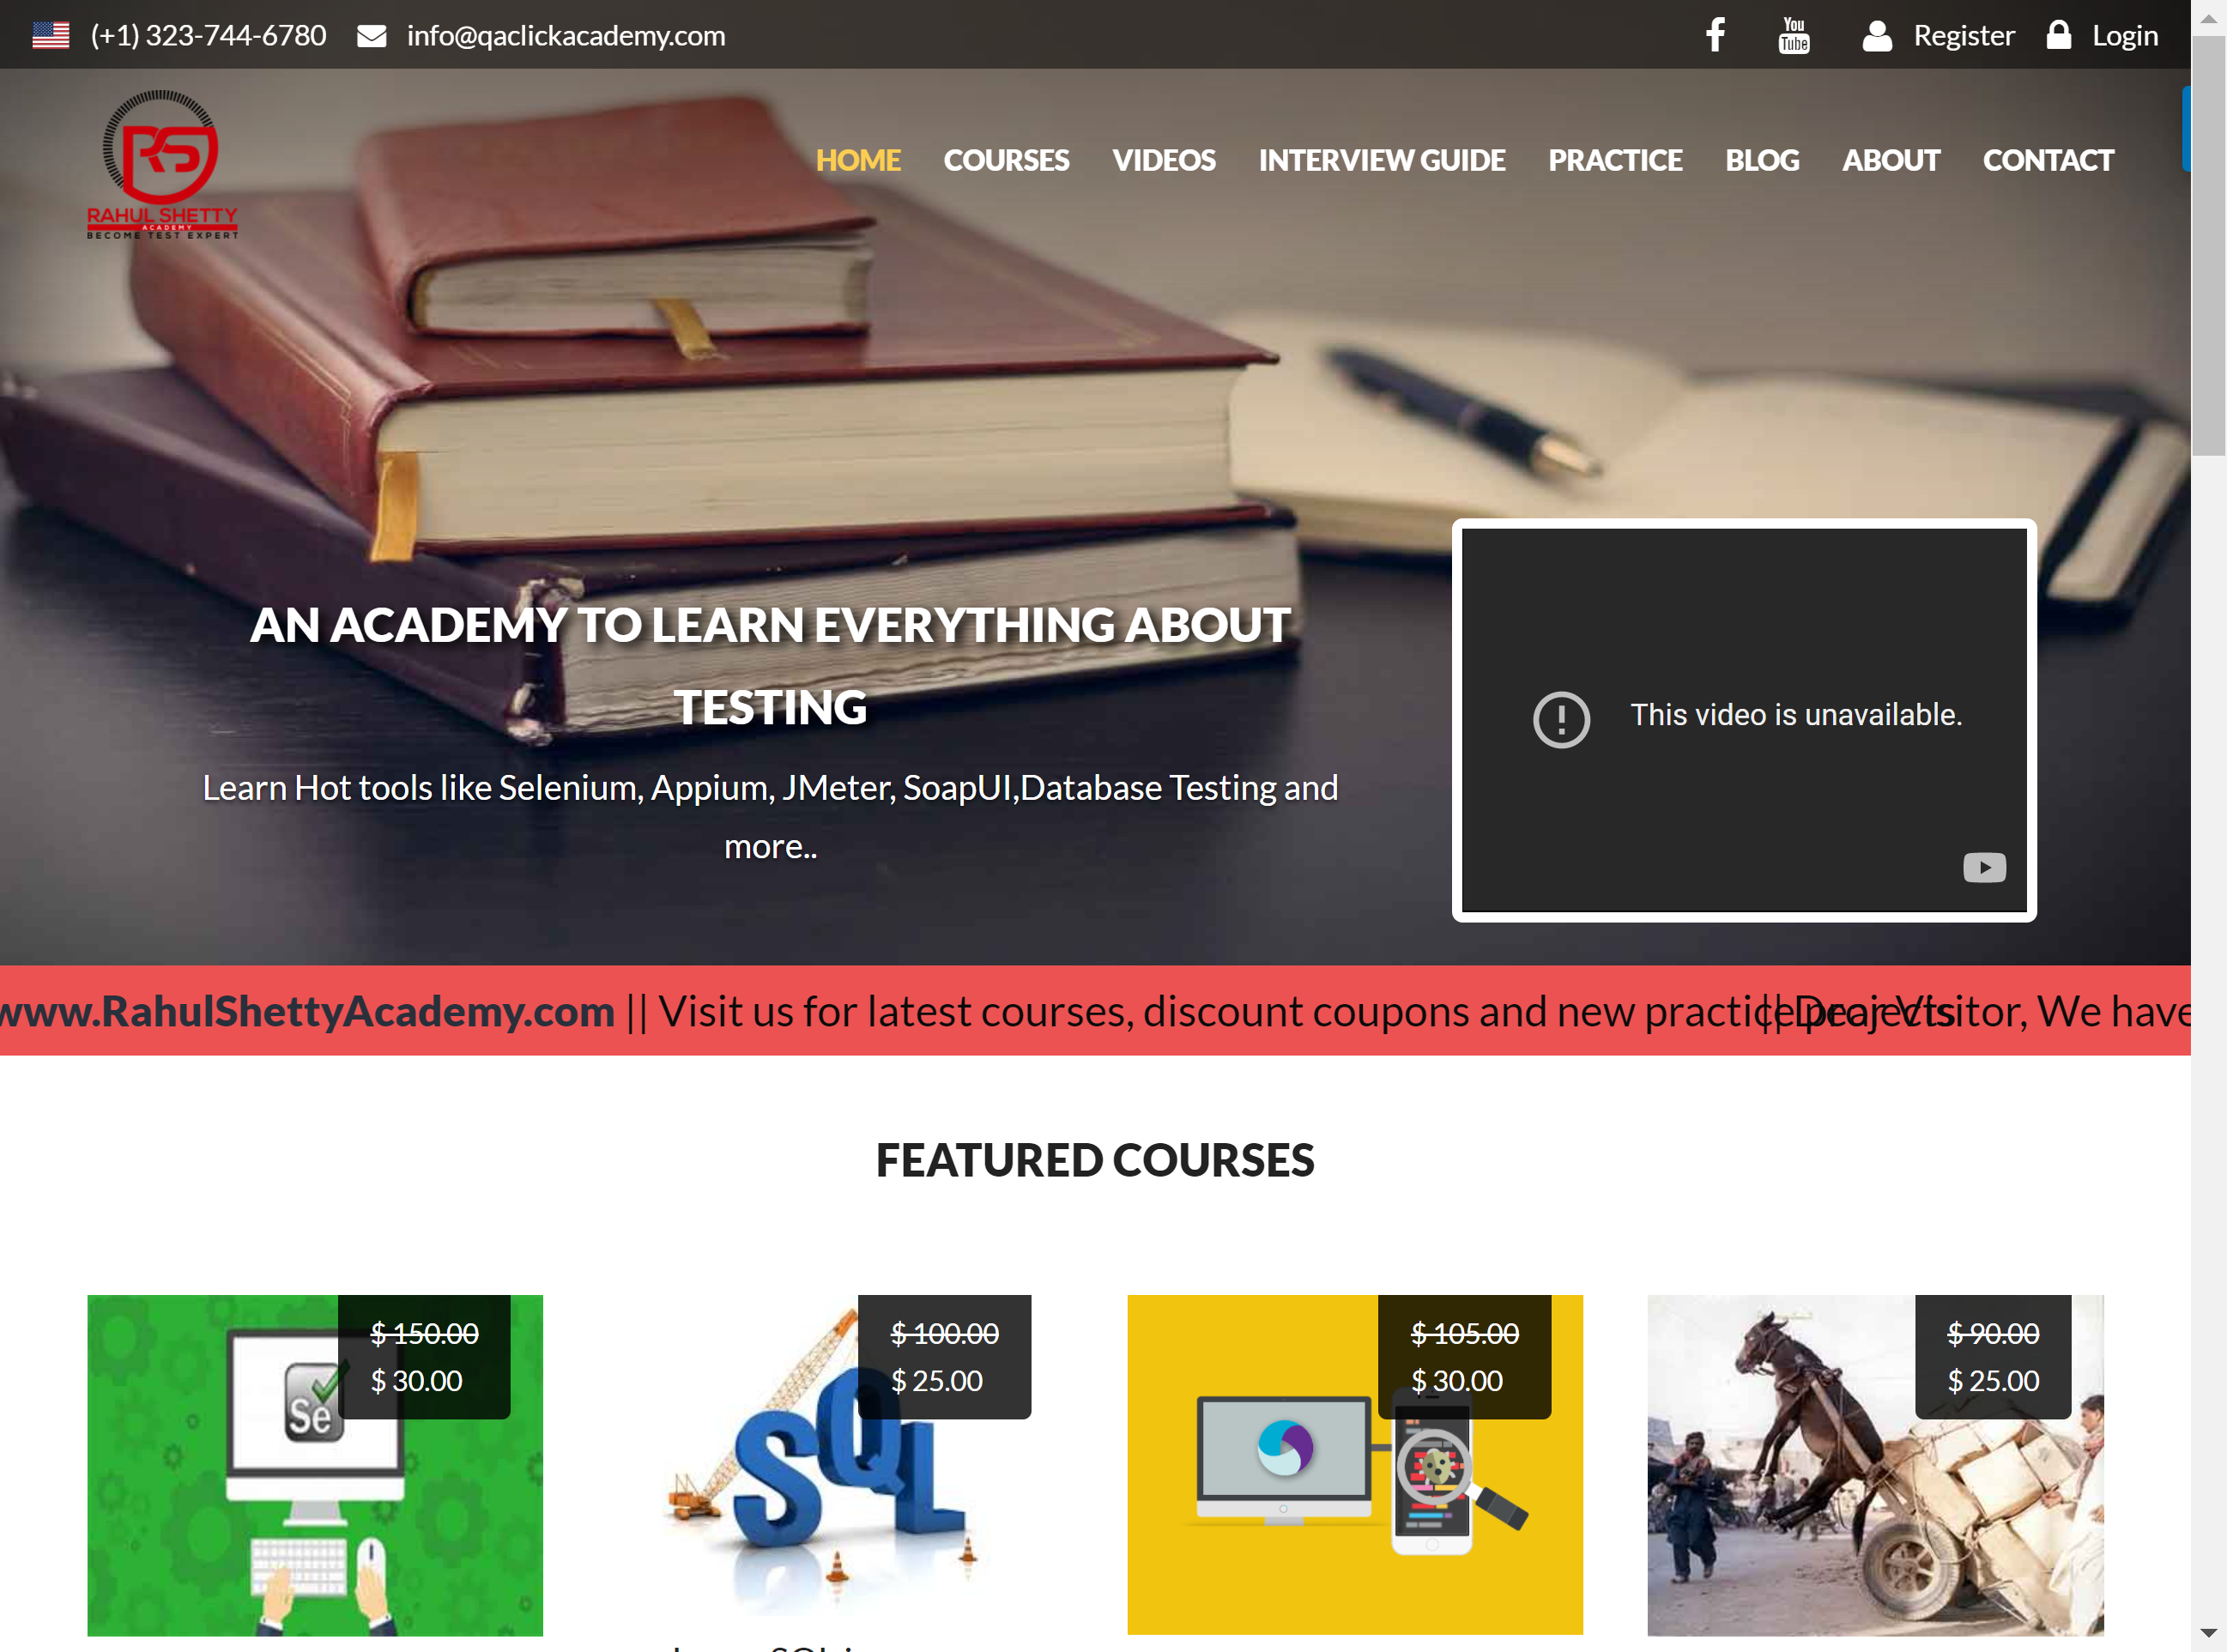 (+1) 323-744-6780 info@qaclickacademy.com You Tube Register Login
RS
RAHUL SHETTY
ACADEMY
BECOME TEST EXPERT
HOME COURSES VIDEOS INTERVIEW GUIDE PRACTICE BLOG ABOUT CONTACT
AN ACADEMY TO LEARN EVERYTHING ABOUT
TESTING
Learn Hot tools like Selenium, Appium, JMeter, SoapUI,Database Testing and
more..
This video is unavailable.
www.RahulShettyAcademy.com || Visit us for latest courses, discount coupons and new practice projects || Dear Visitor, We have
FEATURED COURSES
$ 150.00
$ 30.00
Se
$ 100.00
$ 25.00
SQL
$ 105.00
$ 30.00
$ 90.00
$ 25.00